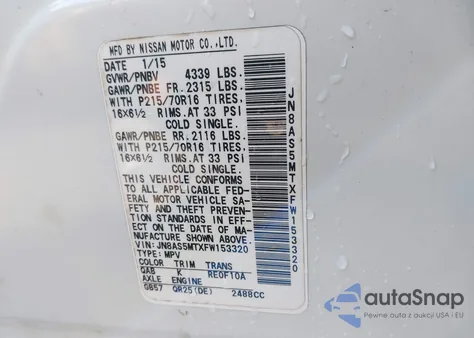 MFD BY NISSAN MOTOR CO.,LTD.
DATE 1/15
GVWR/PNBV 4339 LBS.
GAWR/PNBE FR. 2315 LBS.
WITH P215/70R16 TIRES,
16X6½ RIMS.AT 33 PSI
COLD SINGLE.
GAWR/PNBE RR. 2116 LBS.
WITH P215/70R16 TIRES,
16X6½ RIMS.AT 33 PSI
COLD SINGLE.
THIS VEHICLE CONFORMS
TO ALL APPLICABLE FED-
ERAL MOTOR VEHICLE SA-
FETY AND THEFT PREVEN-
TION STANDARDS IN EFF-
ECT ON THE DATE OF MA-
NUFACTURE SHOWN ABOVE.
VIN:JN8AS5MTXFW153320
TYPE:MPV
COLOR TRIM TRANS
QAB K RE0F10A
AXLE ENGINE
GB57 QR25(DE) 2488CC
JN8AS5MTXFW153320
autoSnap
Pewne auto z aukcji w USA i EU